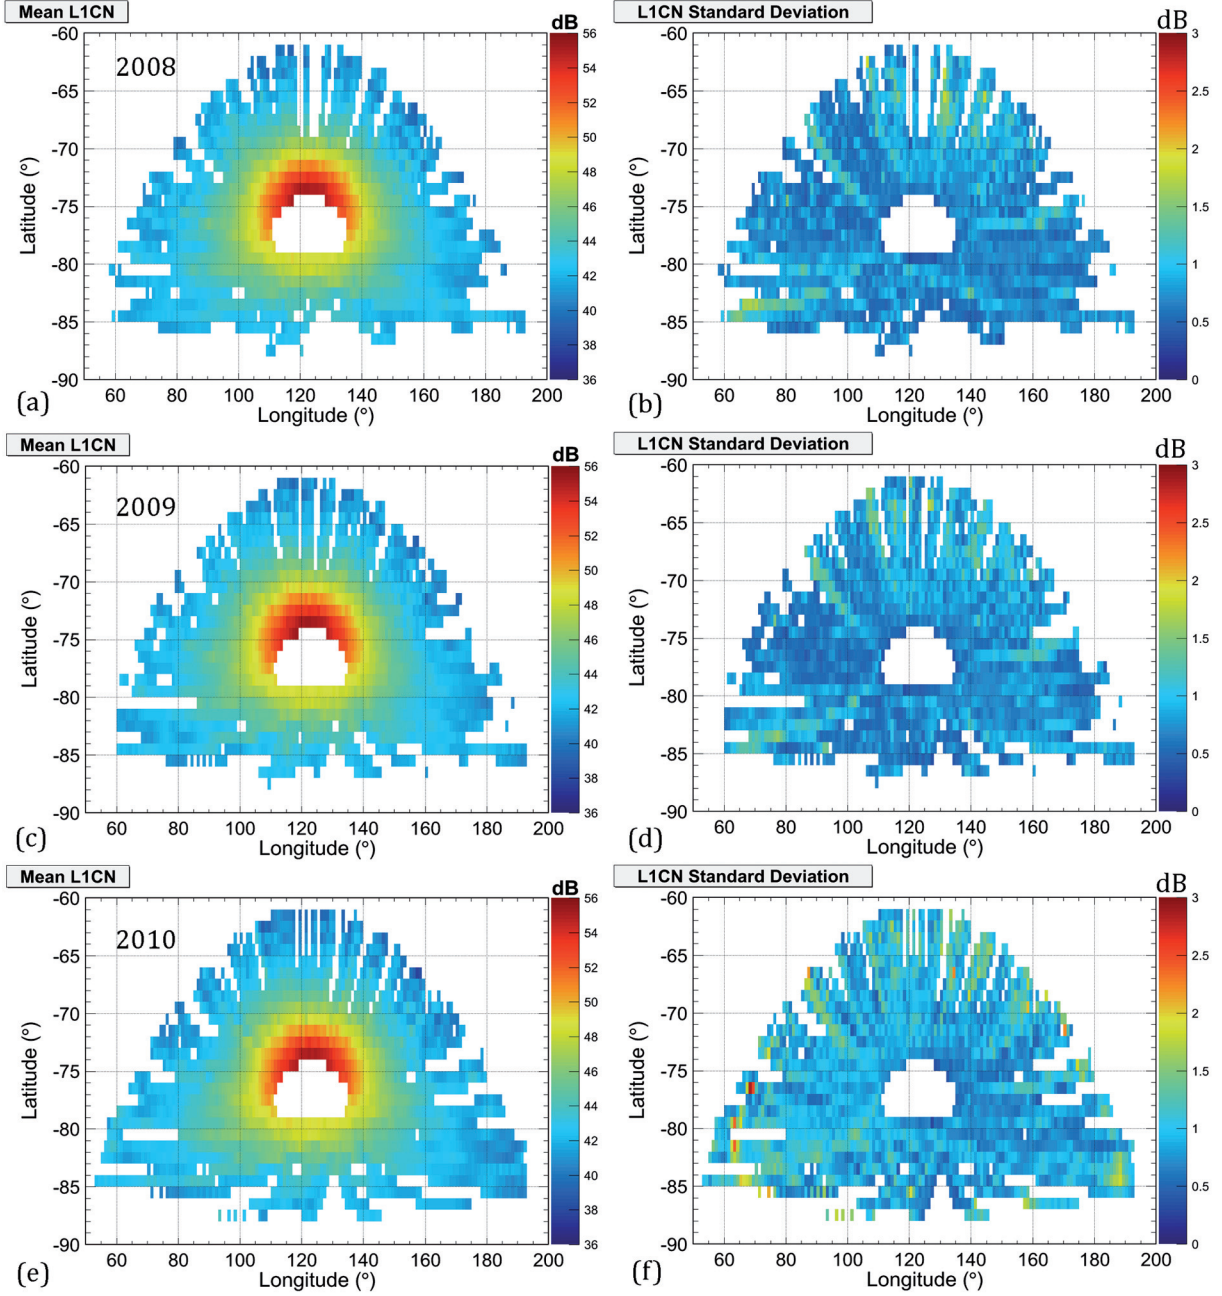 Mean L1CN
dB
L1CN Standard Deviation
dB
2008
-60
-65
-70
-75
-80
-85
-90
Latitude (°)
60 80 100 120 140 160 180 200
Longitude (°)
56
54
52
50
48
46
44
42
40
38
36
(a)
-60
-65
-70
-75
-80
-85
-90
Latitude (°)
60 80 100 120 140 160 180 200
Longitude (°)
3
2.5
2
1.5
1
0.5
0
(b)
Mean L1CN
dB
L1CN Standard Deviation
dB
2009
-60
-65
-70
-75
-80
-85
-90
Latitude (°)
60 80 100 120 140 160 180 200
Longitude (°)
56
54
52
50
48
46
44
42
40
38
36
(c)
-60
-65
-70
-75
-80
-85
-90
Latitude (°)
60 80 100 120 140 160 180 200
Longitude (°)
3
2.5
2
1.5
1
0.5
0
(d)
Mean L1CN
dB
L1CN Standard Deviation
dB
2010
-60
-65
-70
-75
-80
-85
-90
Latitude (°)
60 80 100 120 140 160 180 200
Longitude (°)
56
54
52
50
48
46
44
42
40
38
36
(e)
-60
-65
-70
-75
-80
-85
-90
Latitude (°)
60 80 100 120 140 160 180 200
Longitude (°)
3
2.5
2
1.5
1
0.5
0
(f)